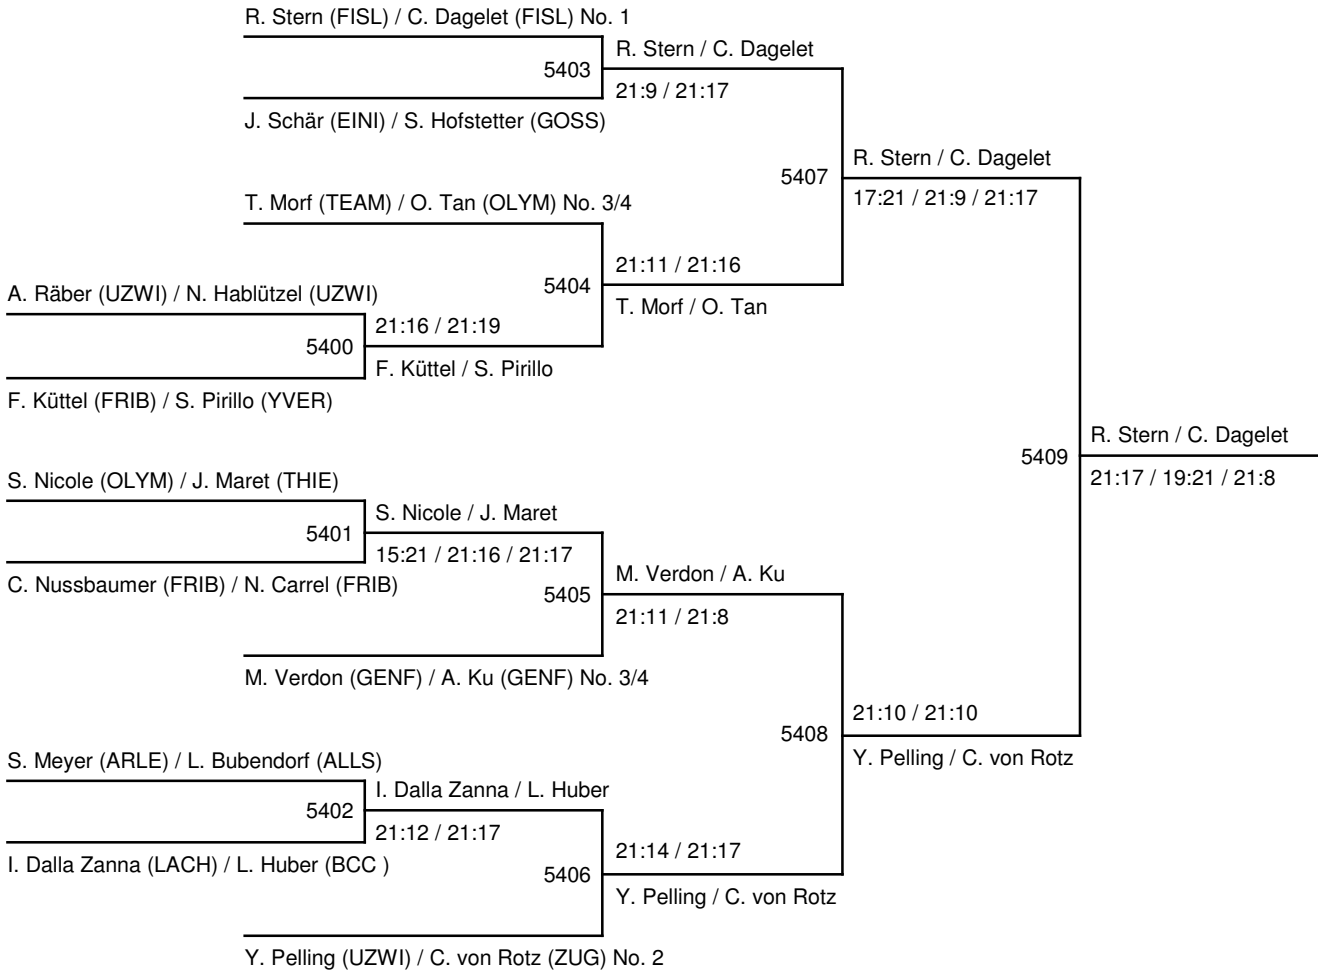 R. Stern (FISL) / C. Dagelet (FISL) No. 1
R. Stern / C. Dagelet
5403
21:9 / 21:17
J. Schär (EINI) / S. Hofstetter (GOSS)
R. Stern / C. Dagelet
5407
17:21 / 21:9 / 21:17
T. Morf (TEAM) / O. Tan (OLYM) No. 3/4
21:11 / 21:16
5404
T. Morf / O. Tan
A. Räber (UZWI) / N. Hablützel (UZWI)
21:16 / 21:19
5400
F. Küttel / S. Pirillo
F. Küttel (FRIB) / S. Pirillo (YVER)
R. Stern / C. Dagelet
5409
21:17 / 19:21 / 21:8
S. Nicole (OLYM) / J. Maret (THIE)
S. Nicole / J. Maret
5401
15:21 / 21:16 / 21:17
C. Nussbaumer (FRIB) / N. Carrel (FRIB)
M. Verdon / A. Ku
5405
21:11 / 21:8
M. Verdon (GENF) / A. Ku (GENF) No. 3/4
21:10 / 21:10
5408
Y. Pelling / C. von Rotz
S. Meyer (ARLE) / L. Bubendorf (ALLS)
I. Dalla Zanna / L. Huber
5402
21:12 / 21:17
I. Dalla Zanna (LACH) / L. Huber (BCC )
21:14 / 21:17
5406
Y. Pelling / C. von Rotz
Y. Pelling (UZWI) / C. von Rotz (ZUG) No. 2